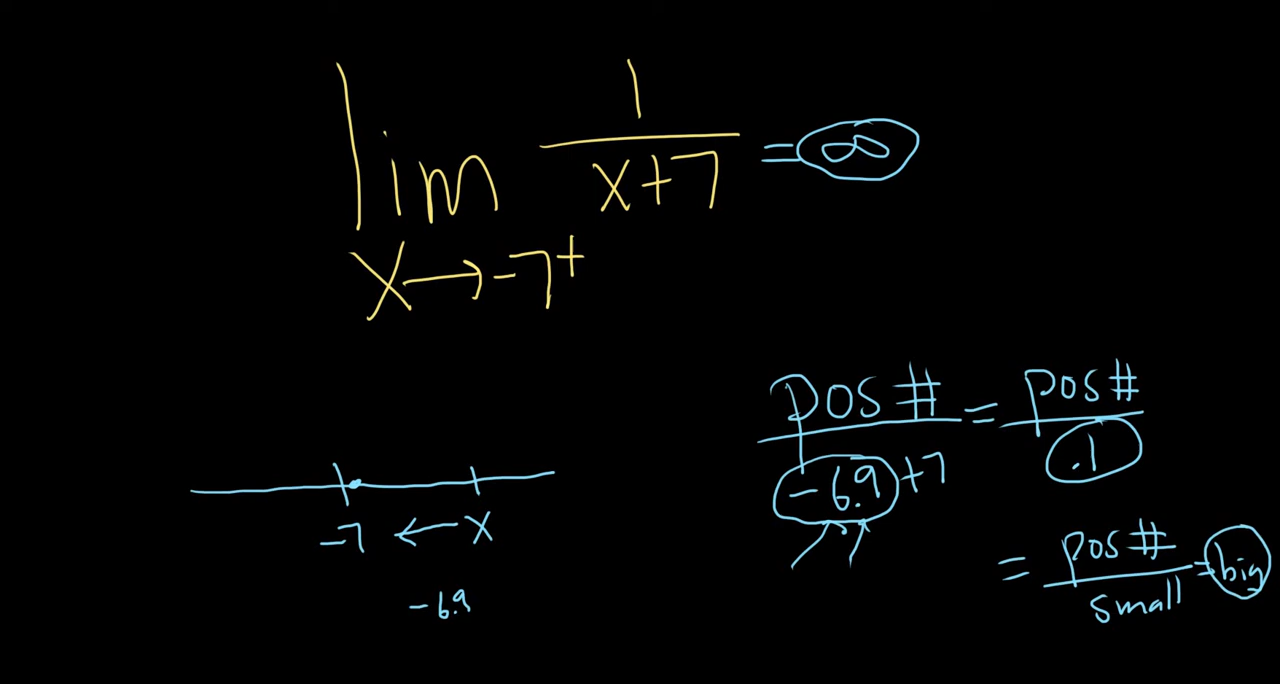 lim 1/(x+7) = ∞
x→-7⁺
pos # / (-6.9+7) = pos # / .1
-7 ← x
= pos # / small = big
-6.9